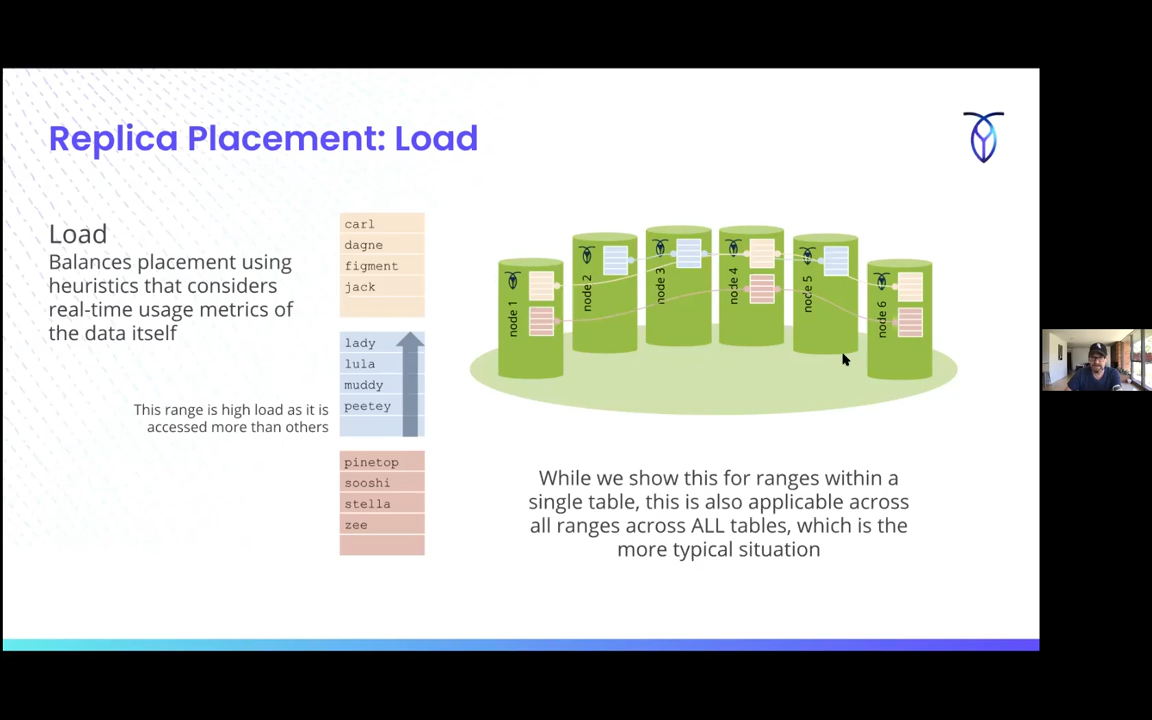 Replica Placement: Load
Load
Balances placement using
heuristics that considers
real-time usage metrics of
the data itself
This range is high load as it is
accessed more than others
carl
dagne
figment
jack
lady
lula
muddy
peetey
pinetop
sooshi
stella
zee
node 1
node 2
node 3
node 4
node 5
node 6
While we show this for ranges within a
single table, this is also applicable across
all ranges across ALL tables, which is the
more typical situation